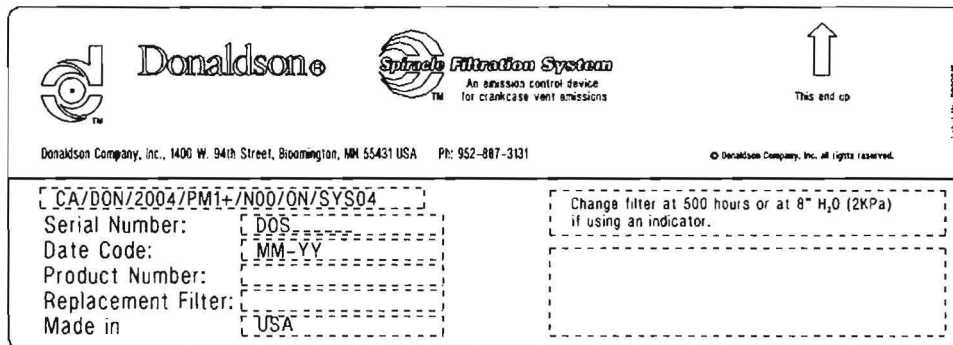 Donaldson®
Spiracle Filtration System
TM
An emission control device
for crankcase vent emissions
TM
This end up
Donaldson Company, Inc., 1400 W. 94th Street, Bloomington, MN 55431 USA Ph: 952-887-3131
© Donaldson Company, Inc. all rights reserved.
CA/DON/2004/PM1+/N00/ON/SYS04
Serial Number: DOS______
Date Code: MM-YY
Product Number:
Replacement Filter:
Made in USA
Change filter at 500 hours or at 8" H₂O (2KPa)
if using an indicator.